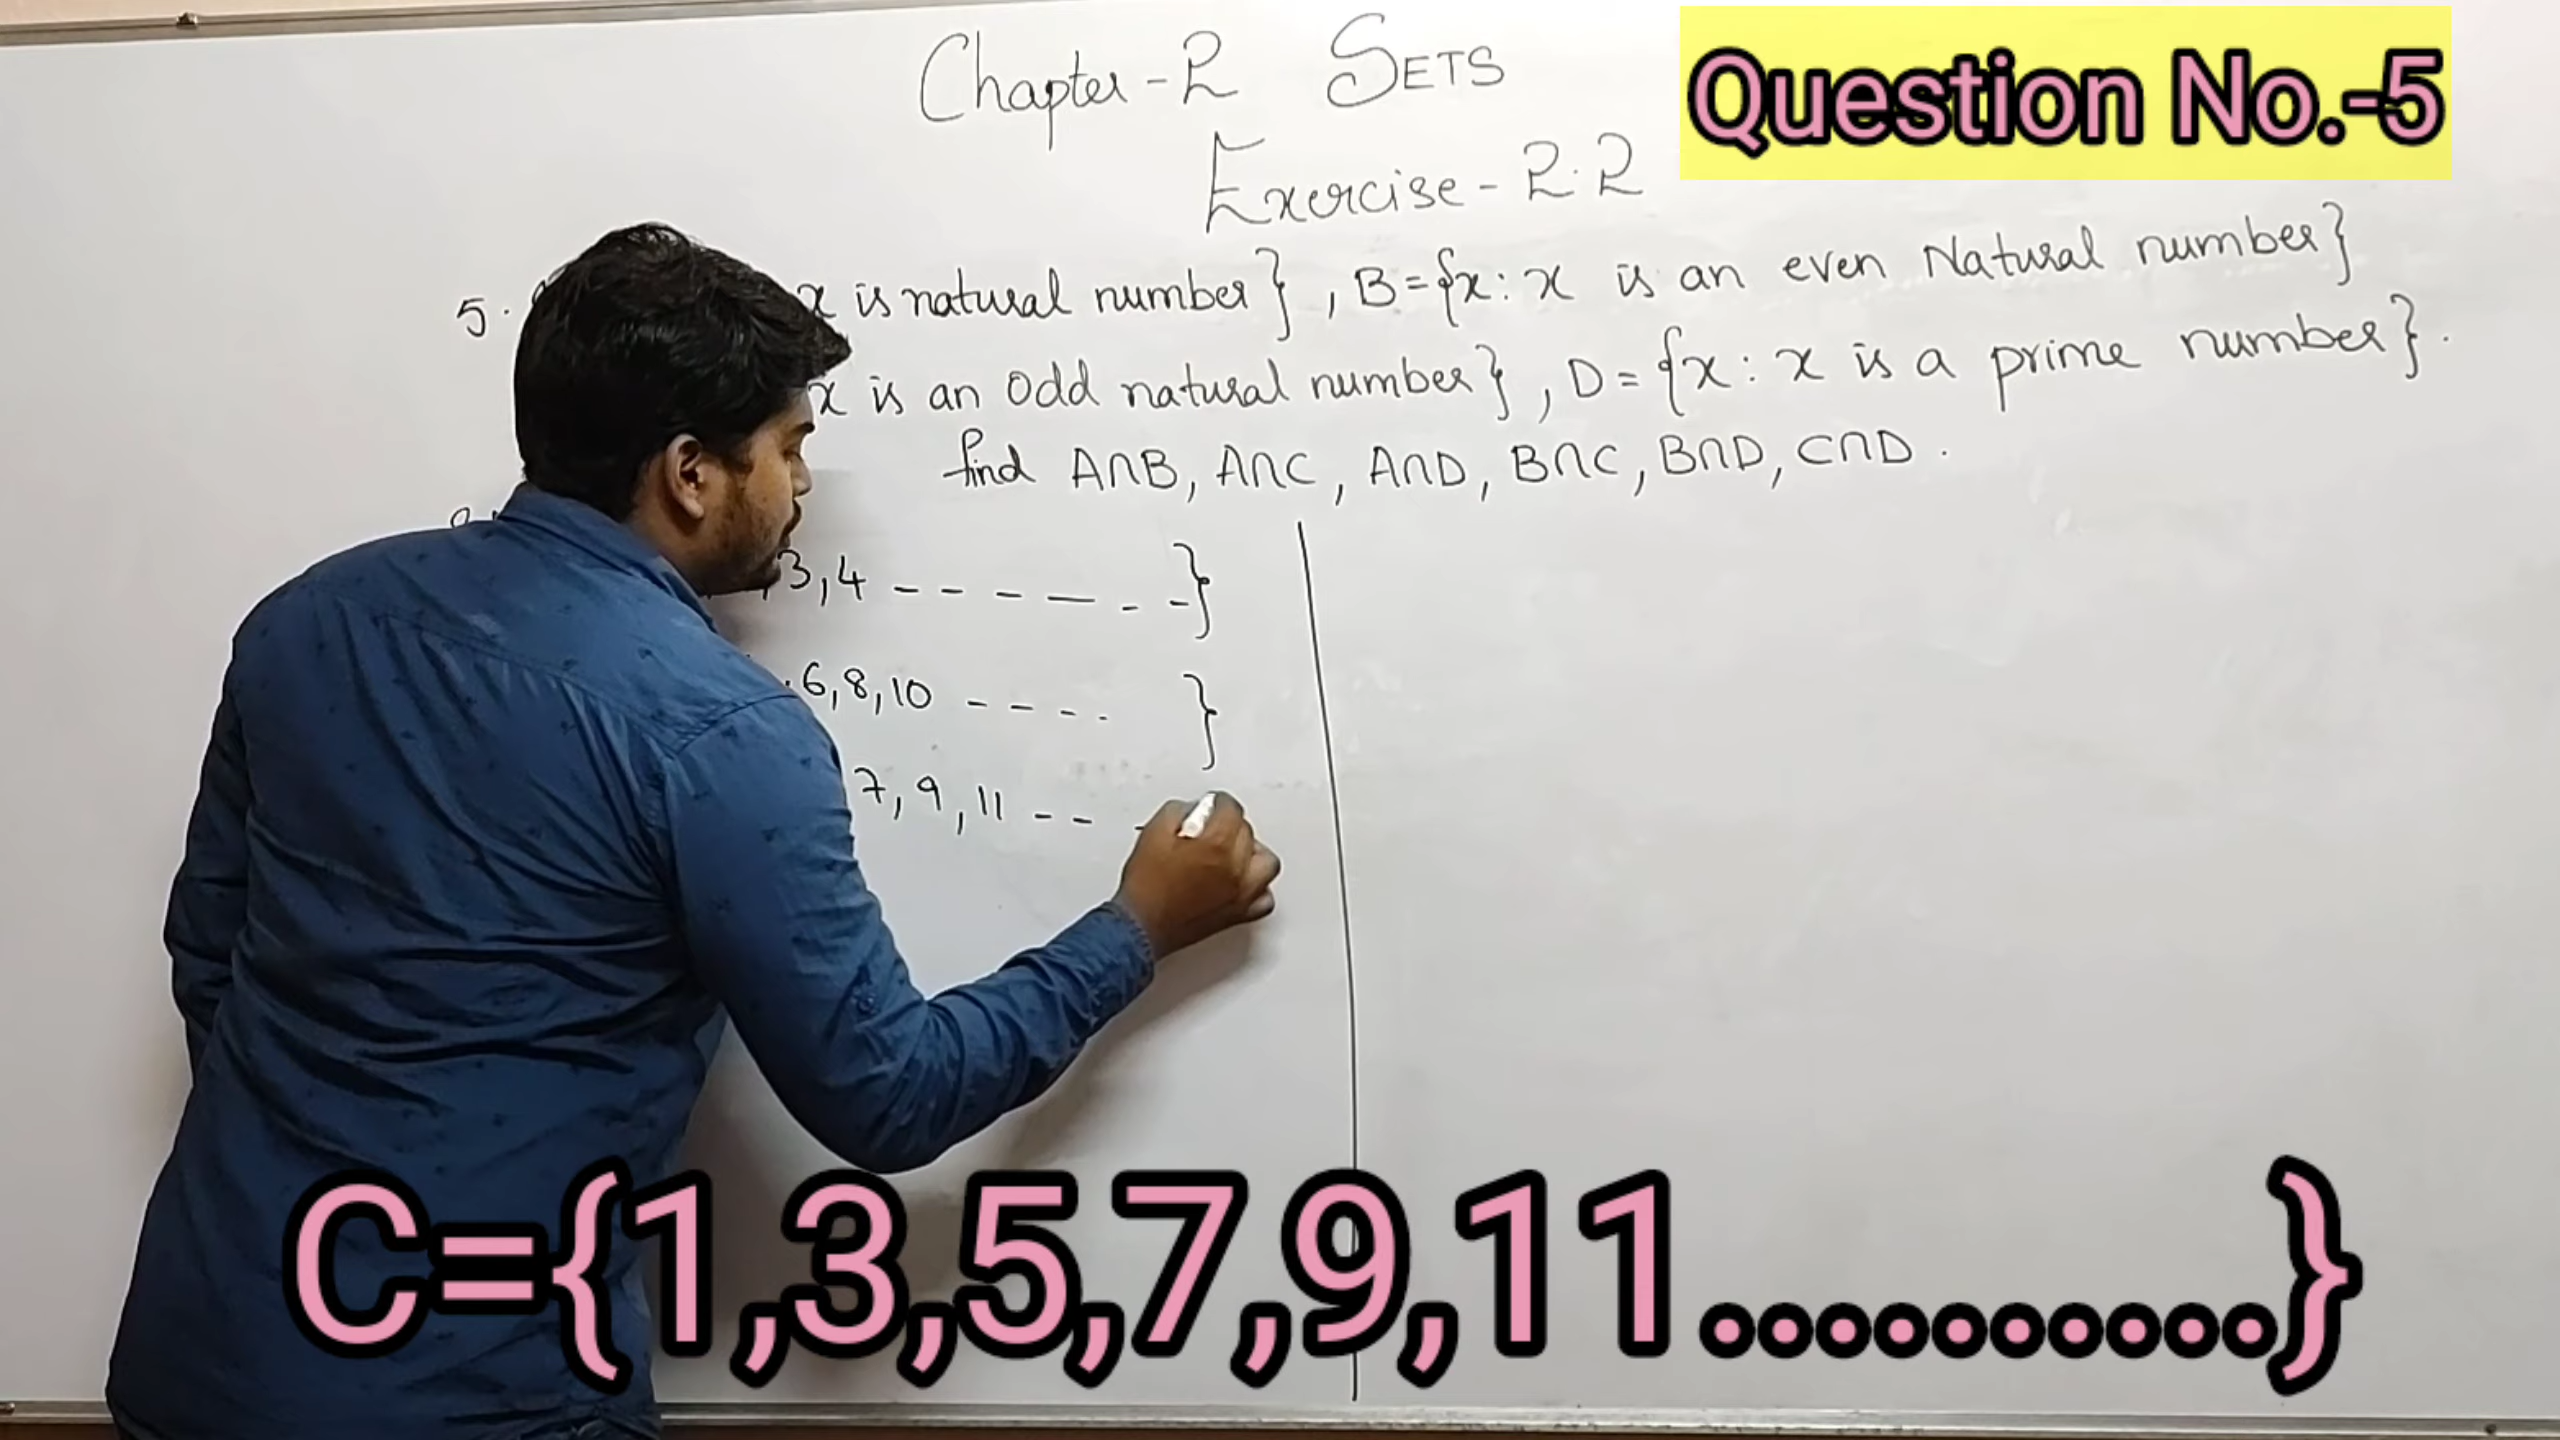 Chapter-2 SETS
Question No.-5
Exercise-2.2
5. x is natural number}, B={x: x is an even Natural number}
x is an odd natural number}, D={x: x is a prime number}.
find A∩B, A∩C, A∩D, B∩C, B∩D, C∩D.
3,4 ------}
6,8,10 ----}
7,9,11 ---
C={1,3,5,7,9,11..........}